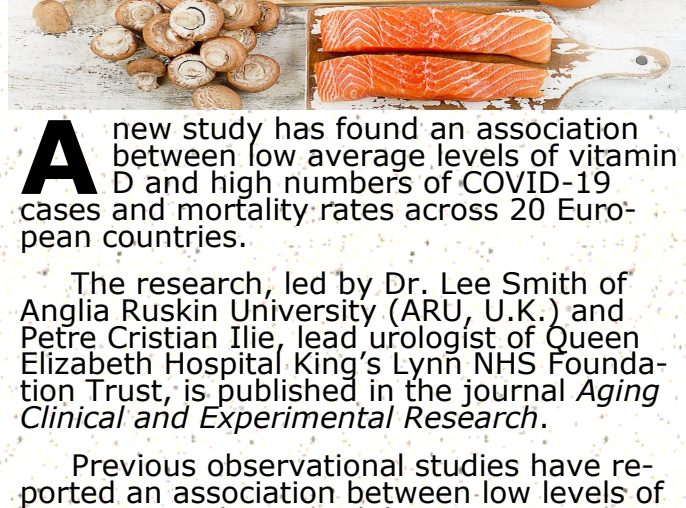 A new study has found an association
between low average levels of vitamin
D and high numbers of COVID-19
cases and mortality rates across 20 Euro-
pean countries.
The research, led by Dr. Lee Smith of
Anglia Ruskin University (ARU, U.K.) and
Petre Cristian Ilie, lead urologist of Queen
Elizabeth Hospital King’s Lynn NHS Founda-
tion Trust, is published in the journal Aging
Clinical and Experimental Research.
Previous observational studies have re-
ported an association between low levels of